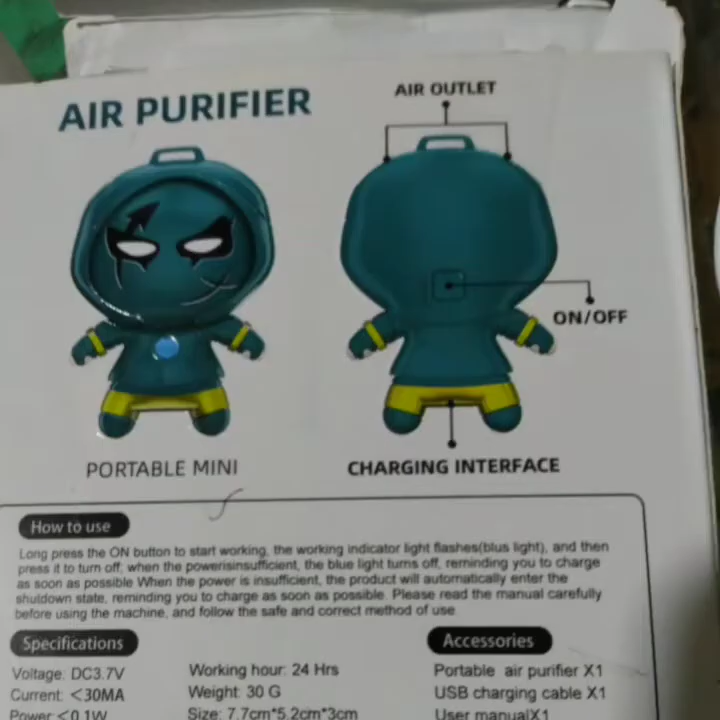 AIR PURIFIER
AIR OUTLET
ON/OFF
PORTABLE MINI
CHARGING INTERFACE
How to use
Long press the ON button to start working, the working indicator light flashes(blus light), and then
press it to turn off; when the powerisinsufficient, the blue light turns off, reminding you to charge
as soon as possible When the power is insufficient, the product will automatically enter the
shutdown state, reminding you to charge as soon as possible. Please read the manual carefully
before using the machine, and follow the safe and correct method of use
Specifications
Voltage: DC3.7V
Current: <30MA
Power:<0.1W
Working hour: 24 Hrs
Weight: 30 G
Size: 7.7cm*5.2cm*3cm
Accessories
Portable air purifier X1
USB charging cable X1
User manualX1